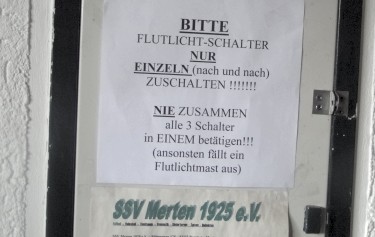 BITTE
FLUTLICHT-SCHALTER
NUR
EINZELN (nach und nach)
ZUSCHALTEN !!!!!!!
NIE ZUSAMMEN
alle 3 Schalter
in EINEM betätigen!!!
(ansonsten fällt ein
Flutlichtmast aus)
SSV Merten 1925 e.V.